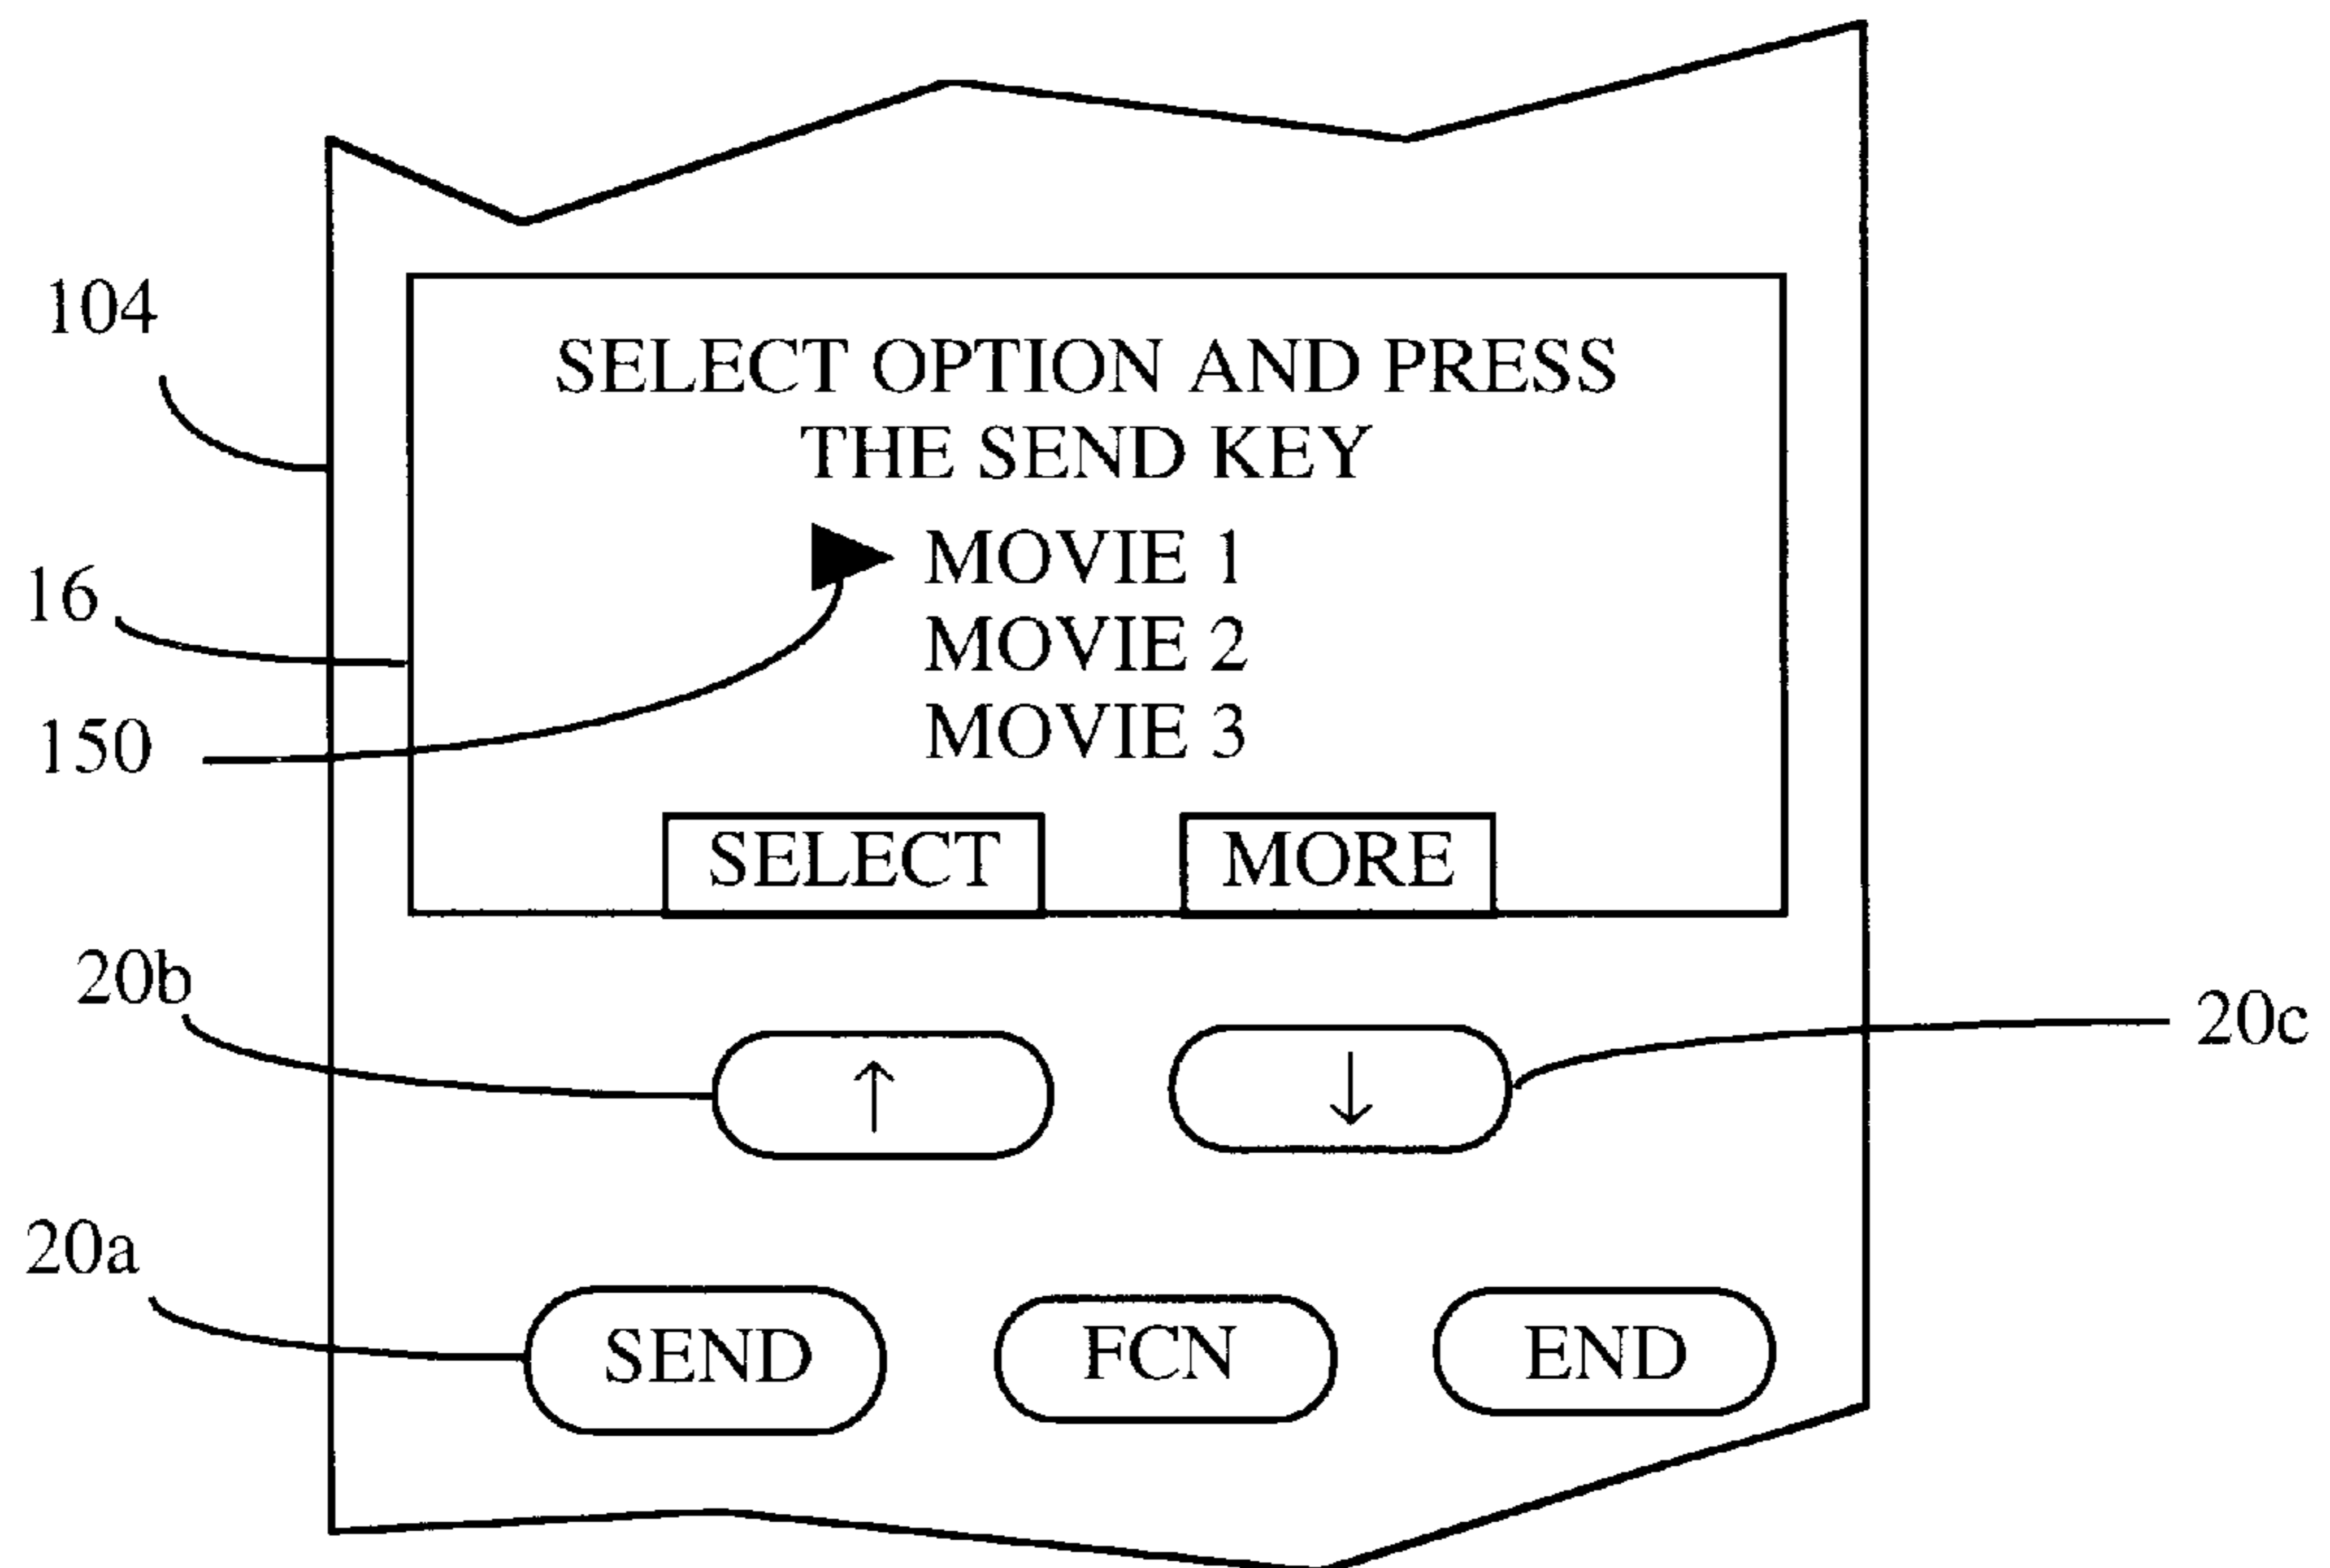 104
SELECT OPTION AND PRESS
THE SEND KEY
MOVIE 1
16
MOVIE 2
150
MOVIE 3
SELECT MORE
20b
20c
↑ ↓
20a
SEND FCN END